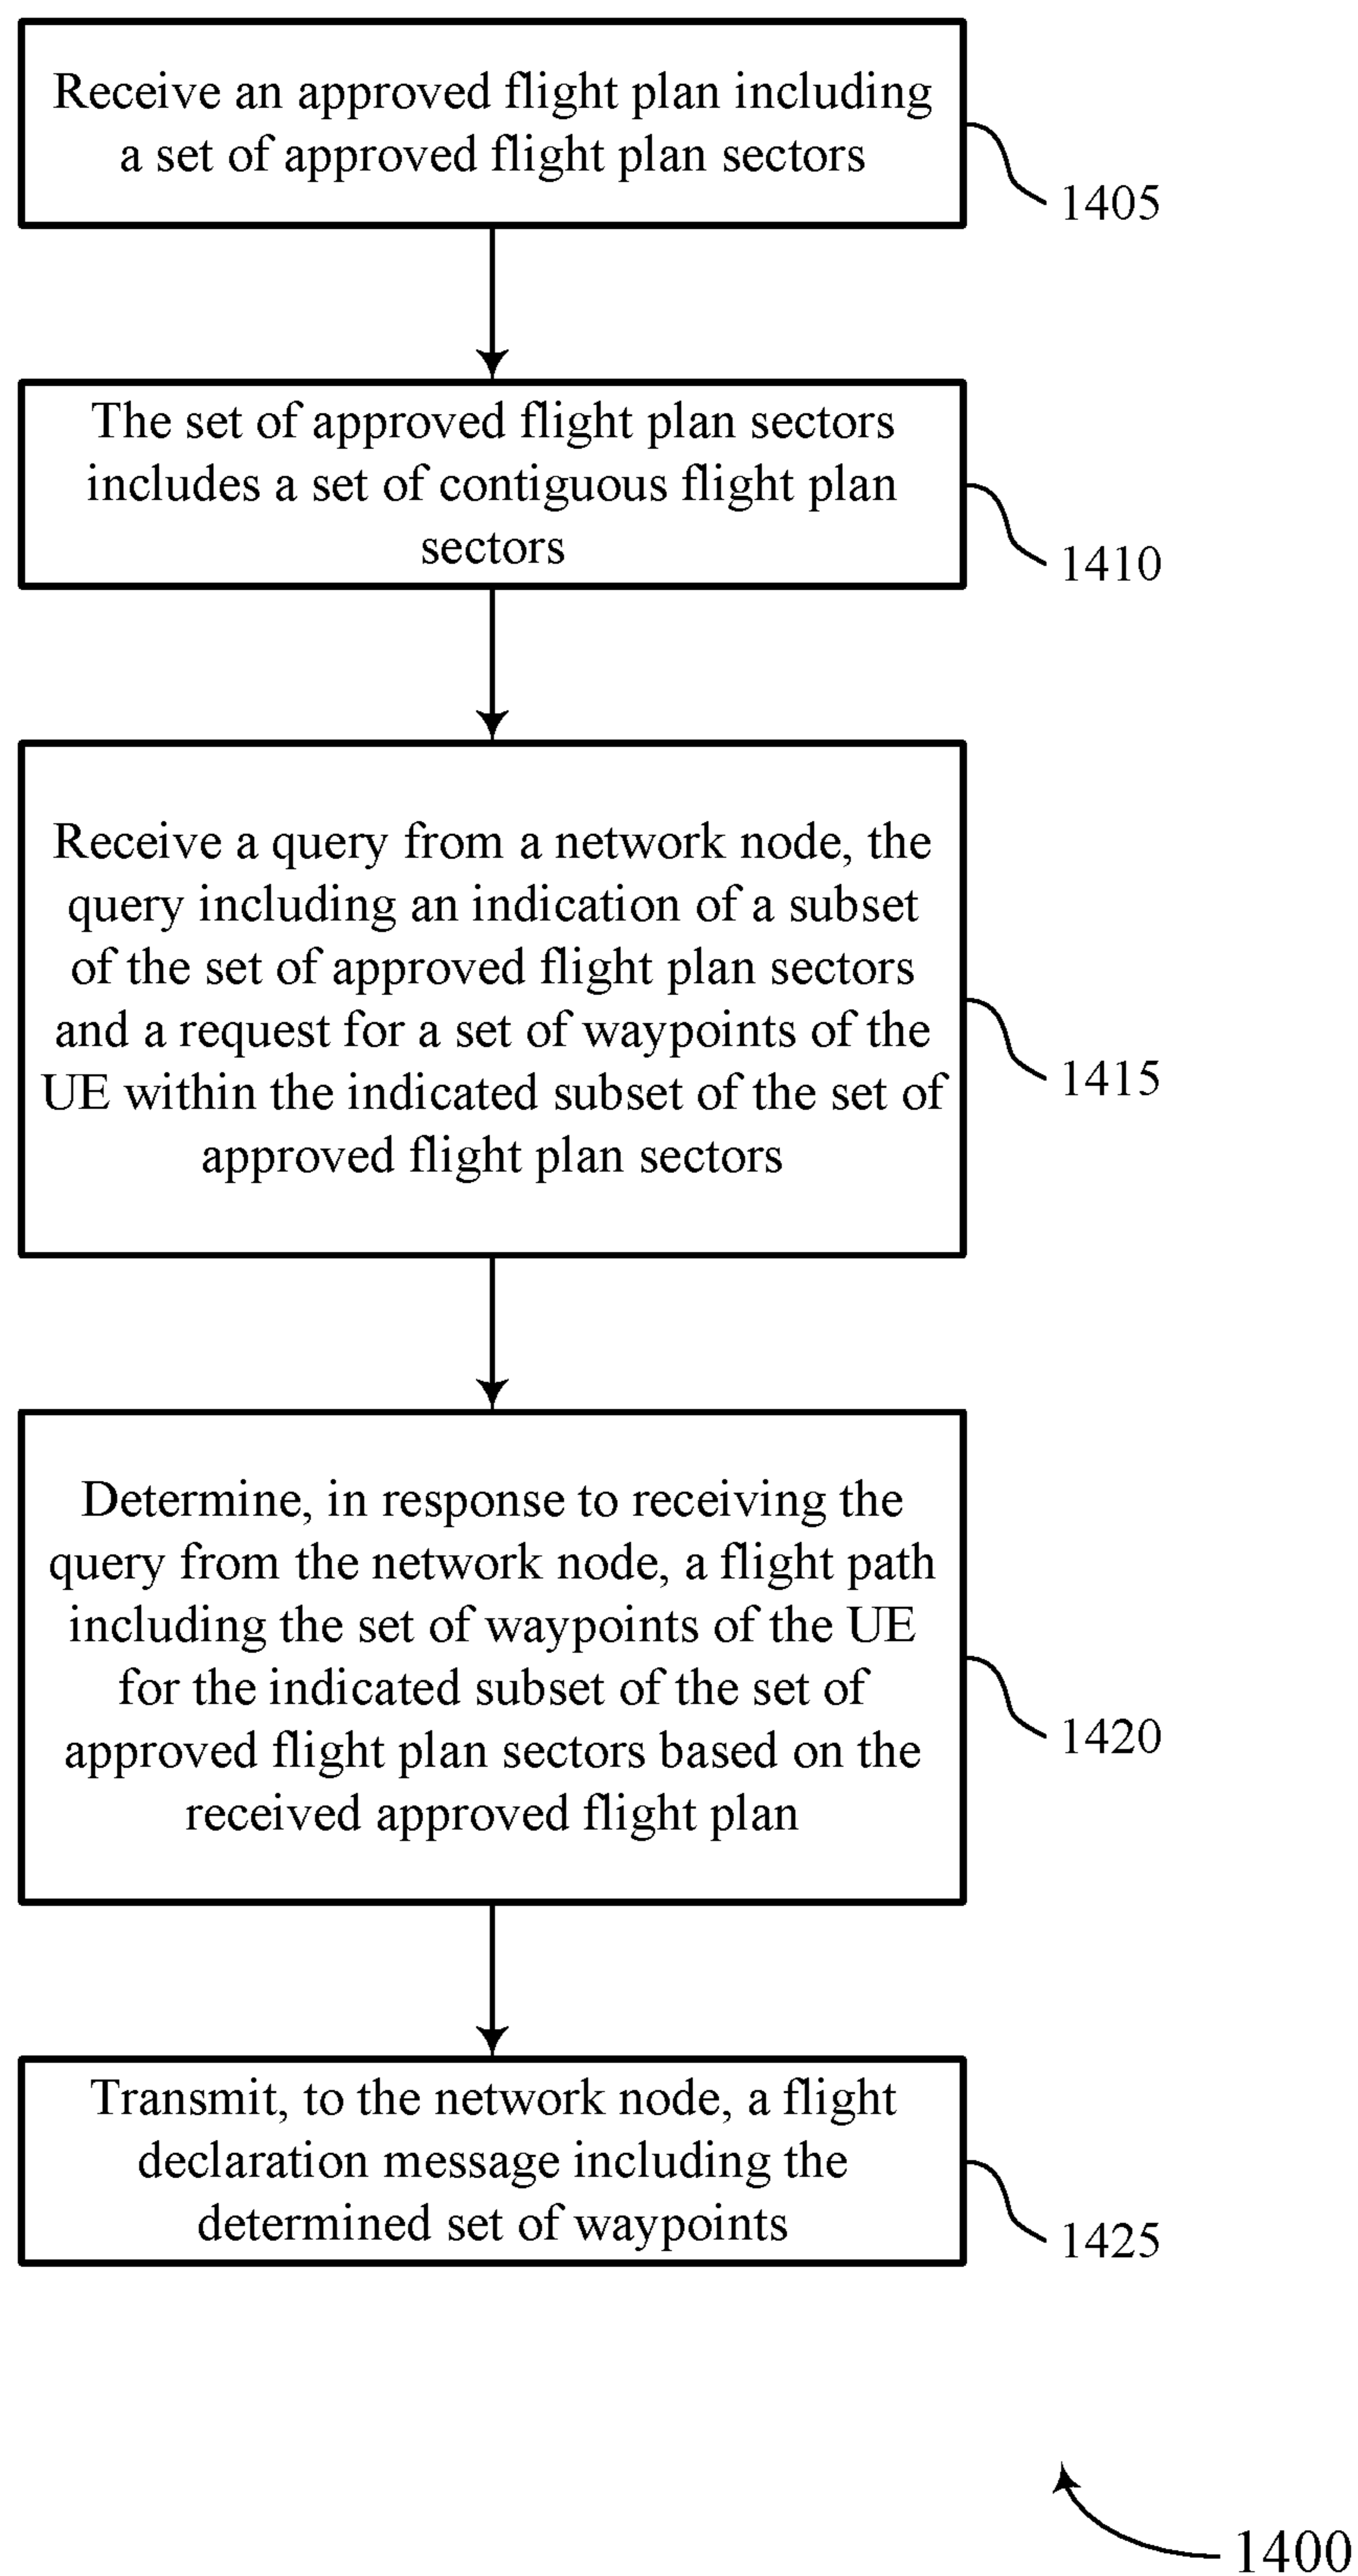 Receive an approved flight plan including
a set of approved flight plan sectors
1405
The set of approved flight plan sectors
includes a set of contiguous flight plan
sectors
1410
Receive a query from a network node, the
query including an indication of a subset
of the set of approved flight plan sectors
and a request for a set of waypoints of the
UE within the indicated subset of the set of
approved flight plan sectors
1415
Determine, in response to receiving the
query from the network node, a flight path
including the set of waypoints of the UE
for the indicated subset of the set of
approved flight plan sectors based on the
received approved flight plan
1420
Transmit, to the network node, a flight
declaration message including the
determined set of waypoints
1425
1400